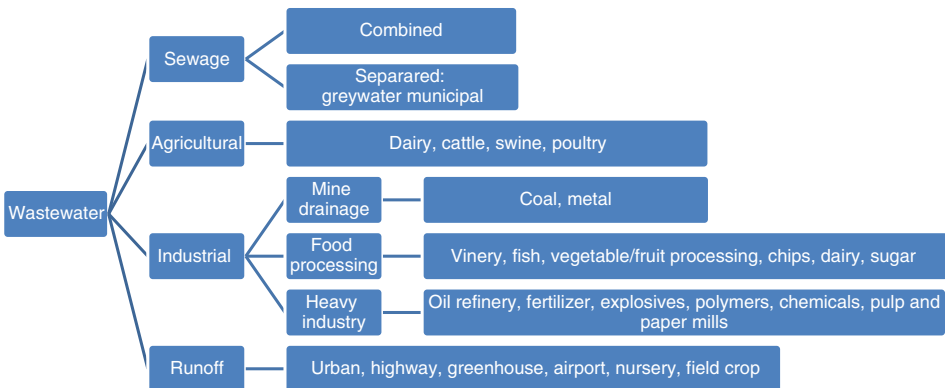 Wastewater
Sewage
Combined
Separared:
greywater municipal
Agricultural
Dairy, cattle, swine, poultry
Industrial
Mine
drainage
Coal, metal
Food
processing
Vinery, fish, vegetable/fruit processing, chips, dairy, sugar
Heavy
industry
Oil refinery, fertilizer, explosives, polymers, chemicals, pulp and
paper mills
Runoff
Urban, highway, greenhouse, airport, nursery, field crop